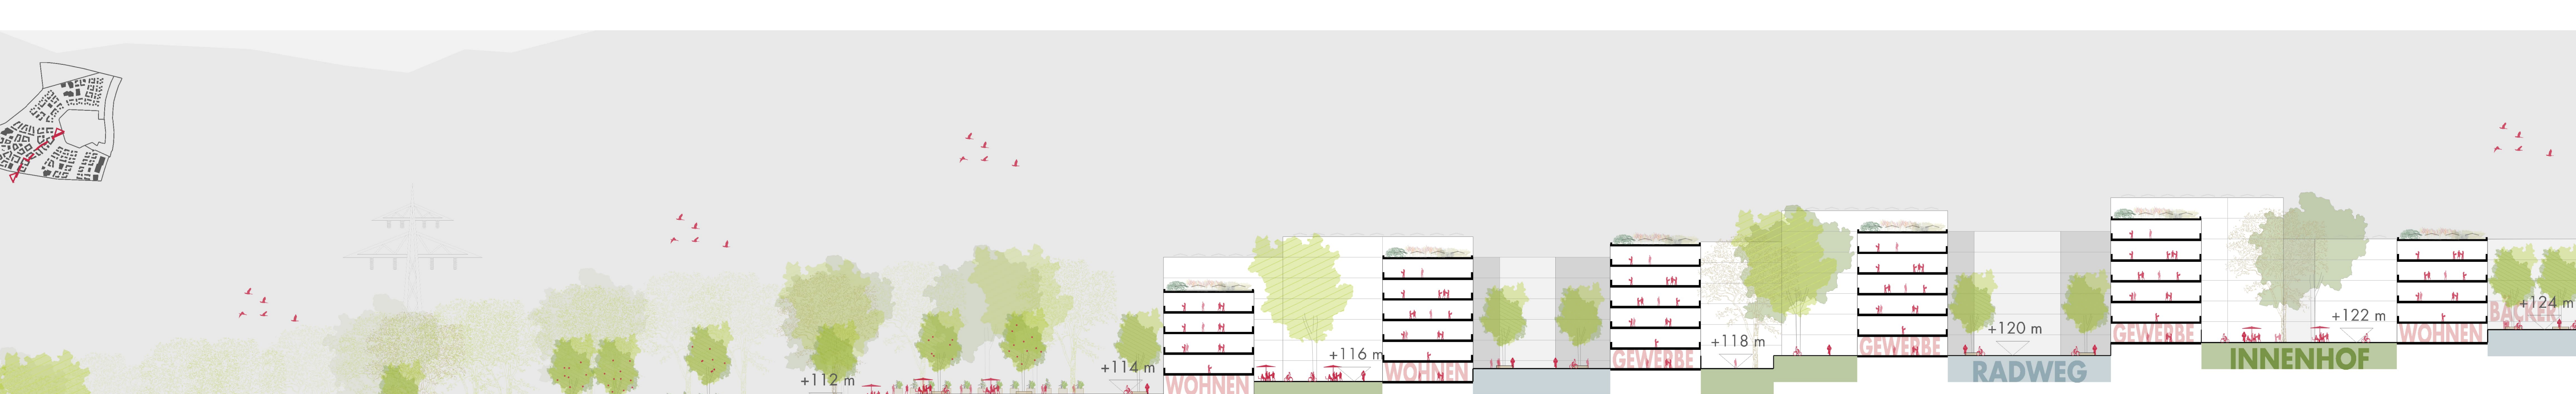 +112 m
+114 m
WOHNEN
+116 m
WOHNEN
GEWERBE
+118 m
GEWERBE
+120 m
RADWEG
GEWERBE
INNENHOF
+122 m
WOHNEN
BÄCKER
+124 m